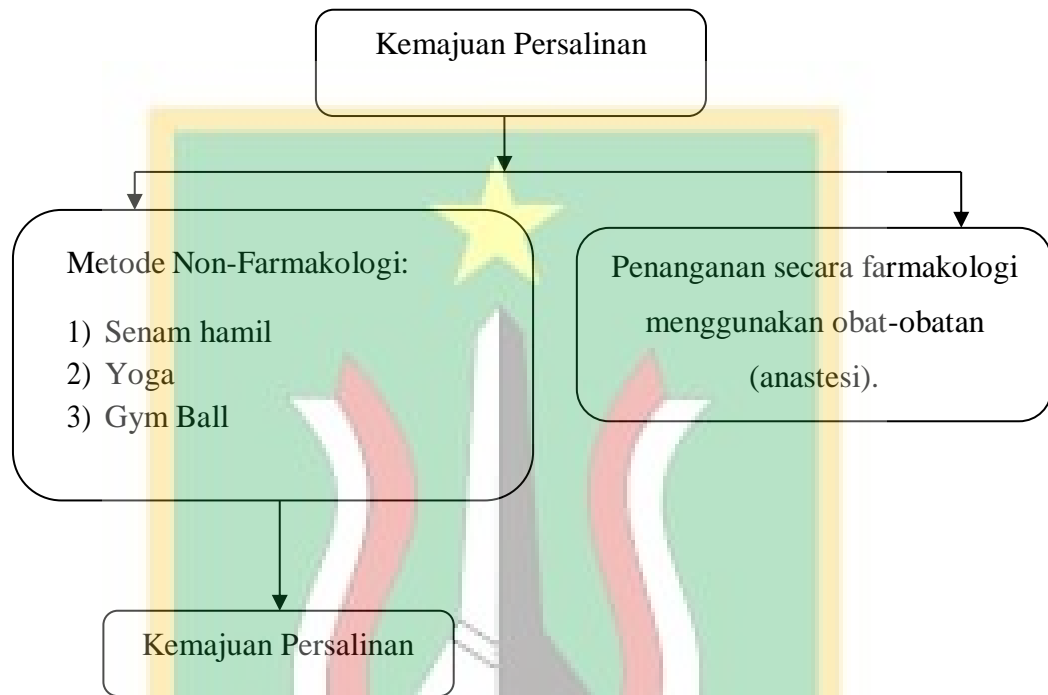 Kemajuan Persalinan
Metode Non-Farmakologi:
1) Senam hamil
2) Yoga
3) Gym Ball
Penanganan secara farmakologi
menggunakan obat-obatan
(anastesi).
Kemajuan Persalinan